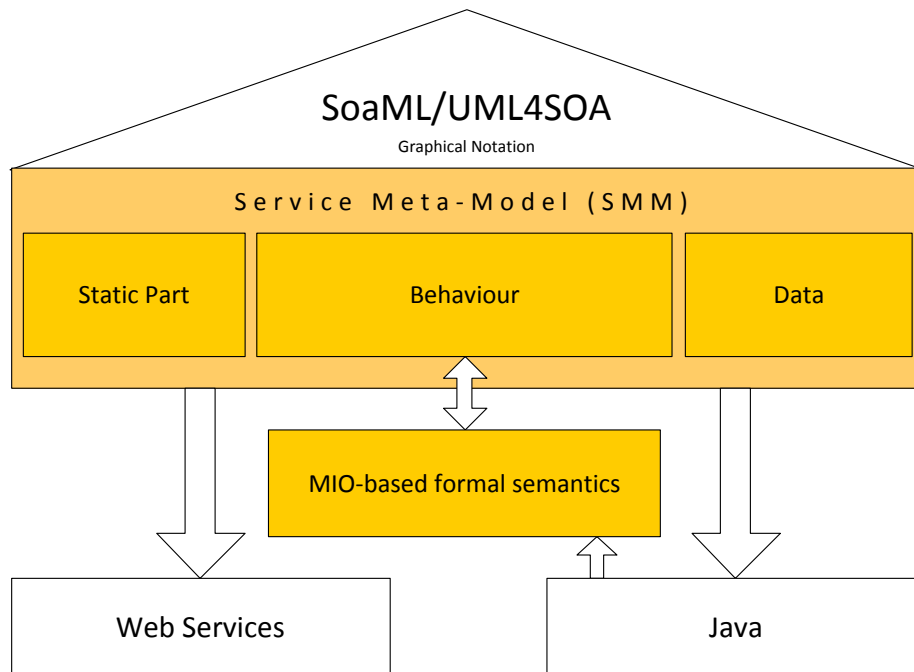 SoaML/UML4SOA
Graphical Notation
Service Meta-Model (SMM)
Static Part
Behaviour
Data
MIO-based formal semantics
Web Services
Java